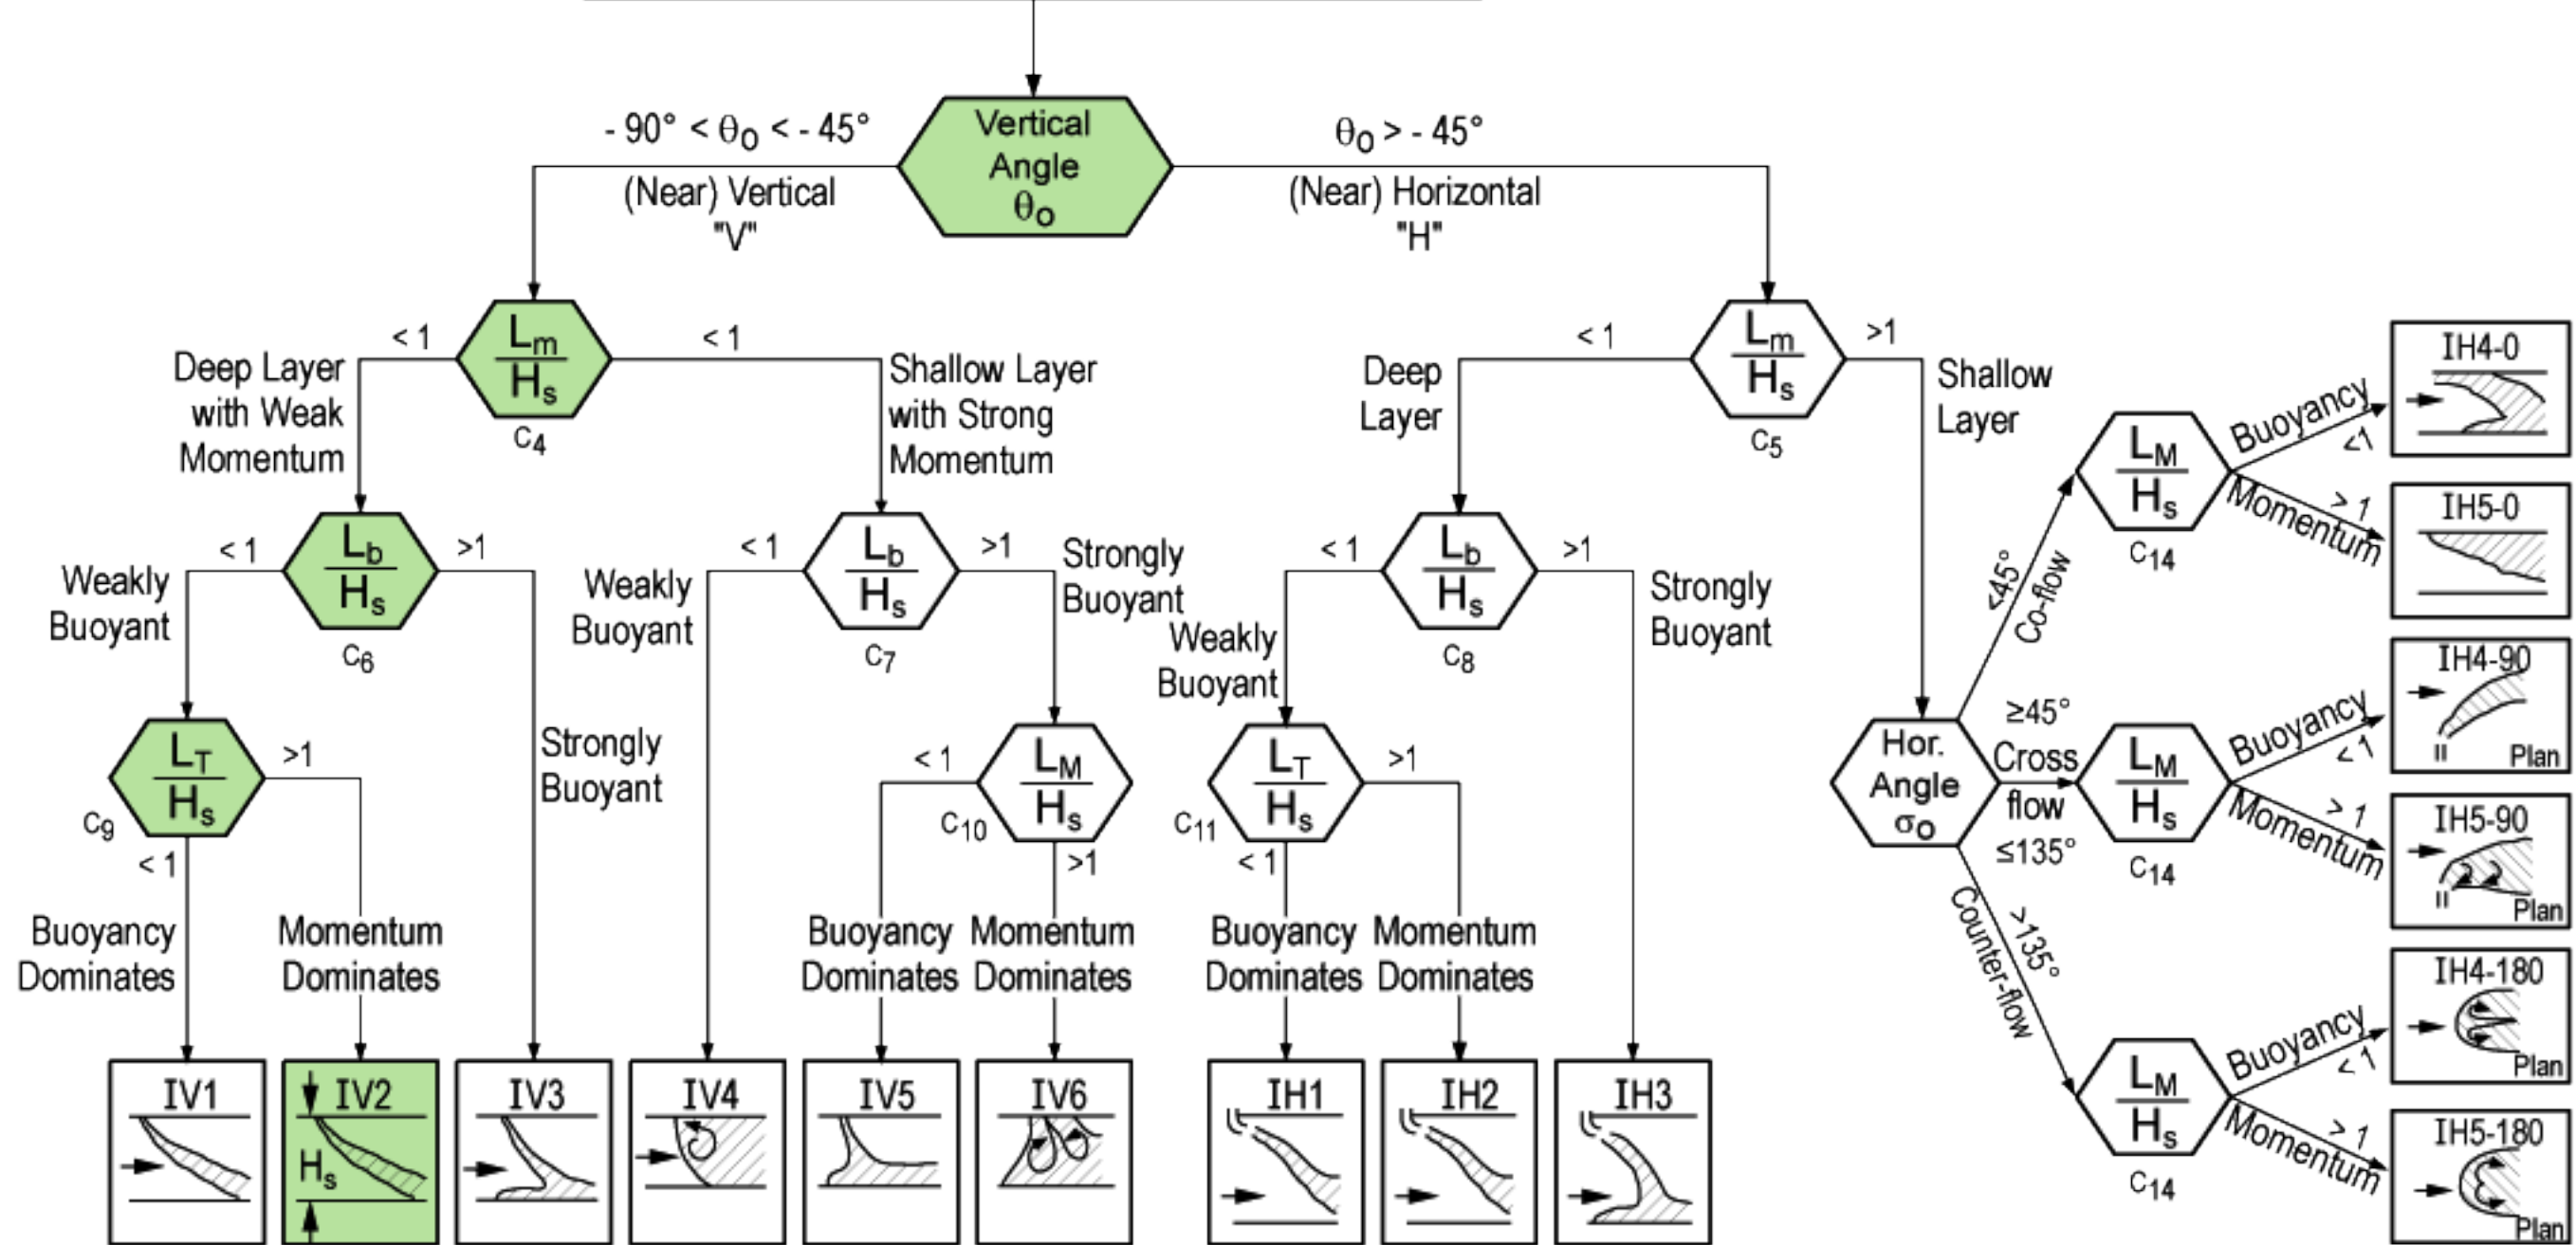 - 90° < θo < - 45°
(Near) Vertical
"V"
Vertical
Angle
θo
θo > - 45°
(Near) Horizontal
"H"
< 1
Lm
Hs
C4
< 1
Deep Layer
with Weak
Momentum
Shallow Layer
with Strong
Momentum
< 1
Lm
Hs
C5
>1
Deep
Layer
Shallow
Layer
< 1
Lb
Hs
C6
>1
Weakly
Buoyant
Strongly
Buoyant
< 1
Lb
Hs
C7
>1
Weakly
Buoyant
Strongly
Buoyant
< 1
Lb
Hs
C8
>1
Weakly
Buoyant
Strongly
Buoyant
LT
Hs
C9
>1
< 1
Buoyancy
Dominates
Momentum
Dominates
< 1
LM
Hs
C10
>1
Buoyancy
Dominates
Momentum
Dominates
LT
Hs
C11
>1
< 1
Buoyancy
Dominates
Momentum
Dominates
Hor.
Angle
σo
<45°
Co-flow
≥45°
Cross
flow
≤135°
>135°
Counter-flow
LM
Hs
C14
Buoyancy
<1
Momentum
> 1
LM
Hs
C14
Buoyancy
< 1
Momentum
> 1
LM
Hs
C14
Buoyancy
< 1
Momentum
> 1
IH4-0
IH5-0
IH4-90
Plan
IH5-90
Plan
IH4-180
Plan
IH5-180
Plan
IV1
IV2
Hs
IV3
IV4
IV5
IV6
IH1
IH2
IH3